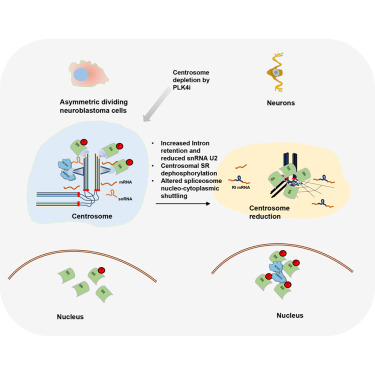 Asymmetric dividing
neuroblastoma cells
Centrosome
depletion by
PLK4i
Neurons
• Increased Intron
retention and
reduced snRNA U2
• Centrosomal SR
dephosphorylation
• Altered spliceosome
nucleo-cytoplasmic
shuttling
mRNA
snRNA
Centrosome
RI mRNA
Centrosome
reduction
Nucleus
Nucleus